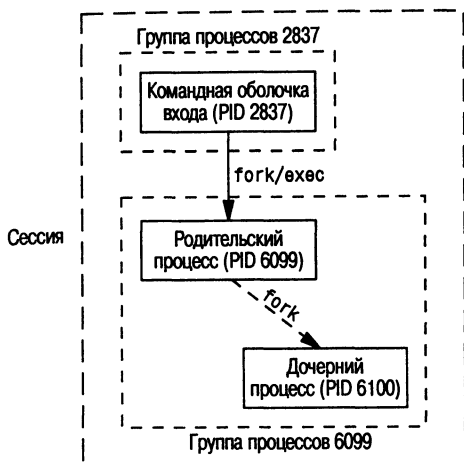 Группа процессов 2837
Командная оболочка
входа (PID 2837)
fork/exec
Сессия
Родительский
процесс (PID 6099)
fork
Дочерний
процесс (PID 6100)
Группа процессов 6099